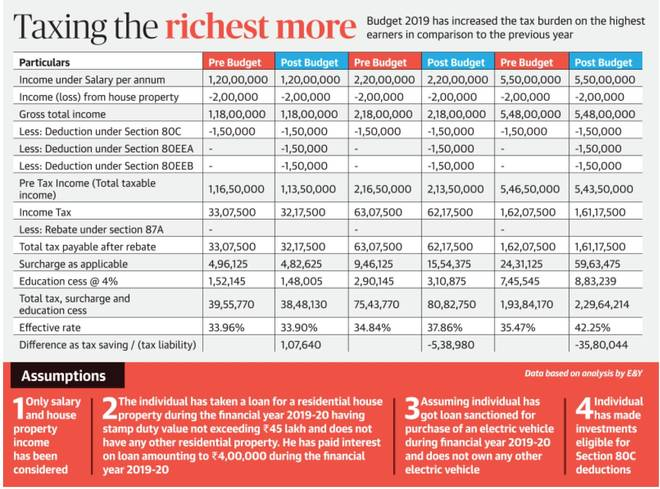 Taxing the richest more
Budget 2019 has increased the tax burden on the highest
earners in comparison to the previous year
Particulars Pre Budget Post Budget Pre Budget Post Budget Pre Budget Post Budget
Income under Salary per annum 1,20,00,000 1,20,00,000 2,20,00,000 2,20,00,000 5,50,00,000 5,50,00,000
Income (loss) from house property -2,00,000 -2,00,000 -2,00,000 -2,00,000 -2,00,000 -2,00,000
Gross total income 1,18,00,000 1,18,00,000 2,18,00,000 2,18,00,000 5,48,00,000 5,48,00,000
Less: Deduction under Section 80C -1,50,000 -1,50,000 -1,50,000 -1,50,000 -1,50,000 -1,50,000
Less: Deduction under Section 80EEA - -1,50,000 -1,50,000 - -1,50,000
Less: Deduction under Section 80EEB - -1,50,000 -1,50,000 - -1,50,000
Pre Tax Income (Total taxable
income) 1,16,50,000 1,13,50,000 2,16,50,000 2,13,50,000 5,46,50,000 5,43,50,000
Income Tax 33,07,500 32,17,500 63,07,500 62,17,500 1,62,07,500 1,61,17,500
Less: Rebate under section 87A - - -
Total tax payable after rebate 33,07,500 32,17,500 63,07,500 62,17,500 1,62,07,500 1,61,17,500
Surcharge as applicable 4,96,125 4,82,625 9,46,125 15,54,375 24,31,125 59,63,475
Education cess @ 4% 1,52,145 1,48,005 2,90,145 3,10,875 7,45,545 8,83,239
Total tax, surcharge and
education cess 39,55,770 38,48,130 75,43,770 80,82,750 1,93,84,170 2,29,64,214
Effective rate 33.96% 33.90% 34.84% 37.86% 35.47% 42.25%
Difference as tax saving / (tax liability) 1,07,640 -5,38,980 -35,80,044
Assumptions
Data based on analysis by E&Y
1 Only salary
and house
property
income
has been
considered
2 The individual has taken a loan for a residential house
property during the financial year 2019-20 having
stamp duty value not exceeding ₹45 lakh and does not
have any other residential property. He has paid interest
on loan amounting to ₹4,00,000 during the financial
year 2019-20
3 Assuming individual has
got loan sanctioned for
purchase of an electric vehicle
during financial year 2019-20
and does not own any other
electric vehicle
4 Individual
has made
investments
eligible for
Section 80C
deductions